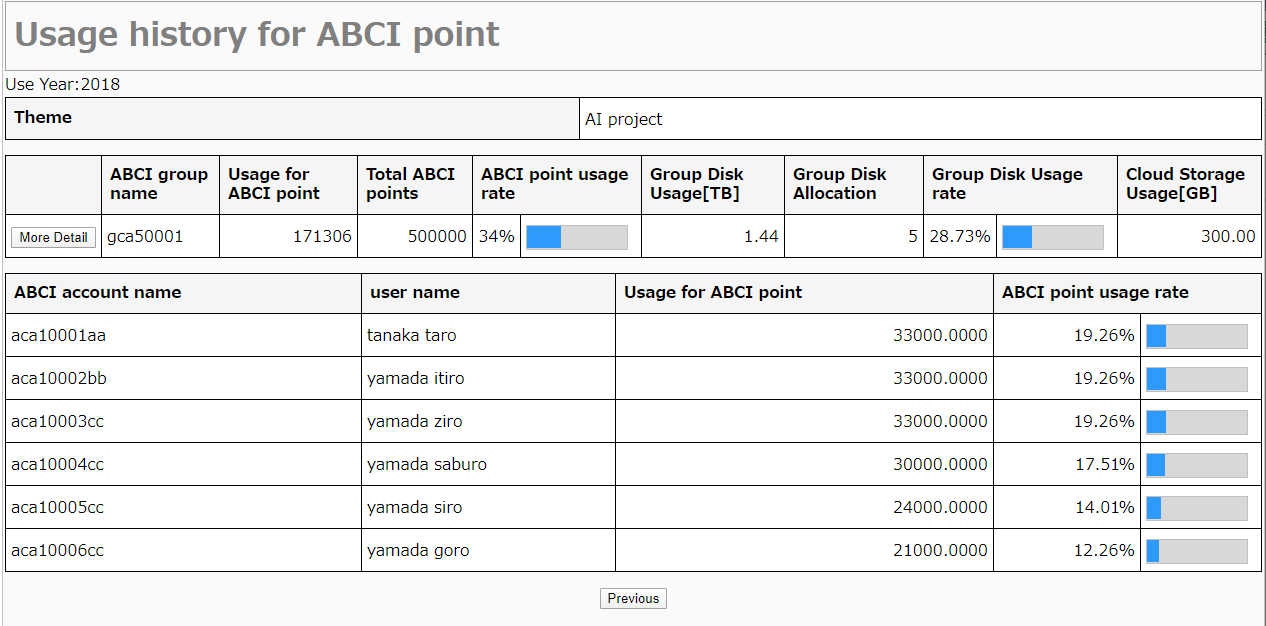 Usage history for ABCI point
Use Year:2018
Theme AI project
ABCI group name Usage for ABCI point Total ABCI points ABCI point usage rate Group Disk Usage[TB] Group Disk Allocation Group Disk Usage rate Cloud Storage Usage[GB]
More Detail gca50001 171306 500000 34% 1.44 5 28.73% 300.00
ABCI account name user name Usage for ABCI point ABCI point usage rate
aca10001aa tanaka taro 33000.0000 19.26%
aca10002bb yamada itiro 33000.0000 19.26%
aca10003cc yamada ziro 33000.0000 19.26%
aca10004cc yamada saburo 30000.0000 17.51%
aca10005cc yamada siro 24000.0000 14.01%
aca10006cc yamada goro 21000.0000 12.26%
Previous